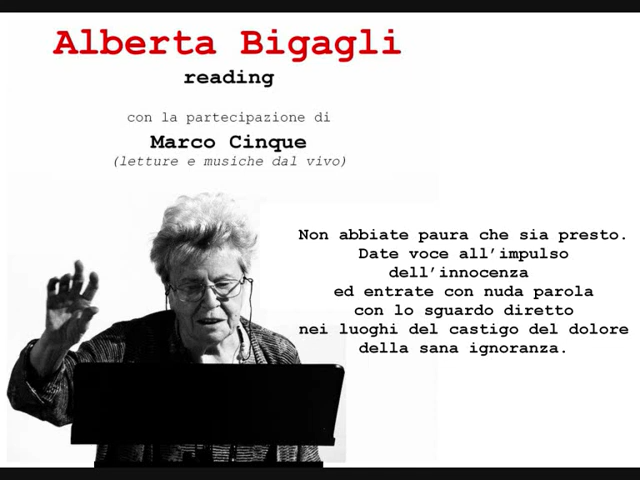 Alberta Bigagli
reading
con la partecipazione di
Marco Cinque
(letture e musiche dal vivo)
Non abbiate paura che sia presto.
Date voce all’impulso
dell’innocenza
ed entrate con nuda parola
con lo sguardo diretto
nei luoghi del castigo del dolore
della sana ignoranza.